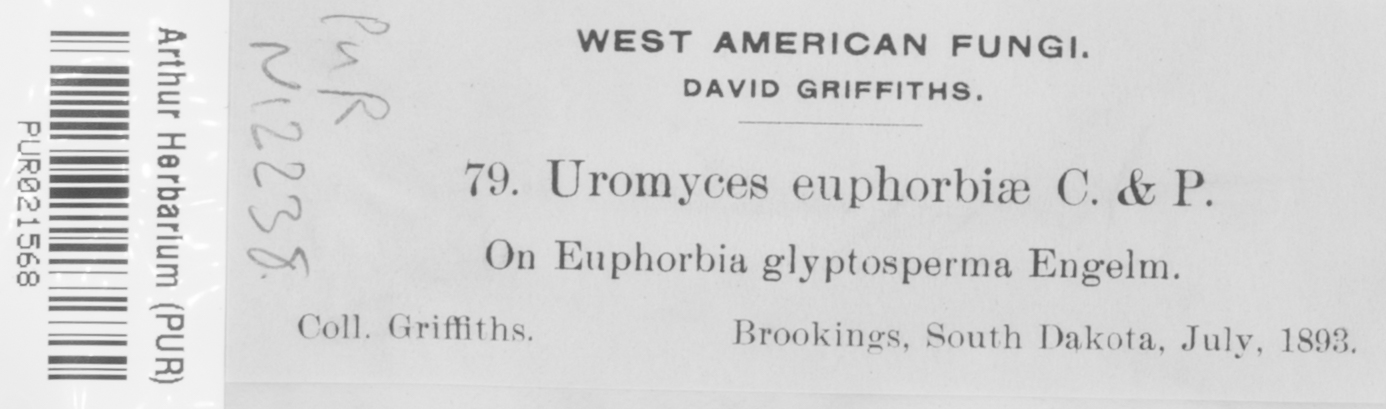 Arthur Herbarium (PUR)
PUR021568
PUR
N12238.
WEST AMERICAN FUNGI.
DAVID GRIFFITHS.
79. Uromyces euphorbiæ C. & P.
On Euphorbia glyptosperma Engelm.
Coll. Griffiths.
Brookings, South Dakota, July, 1893.